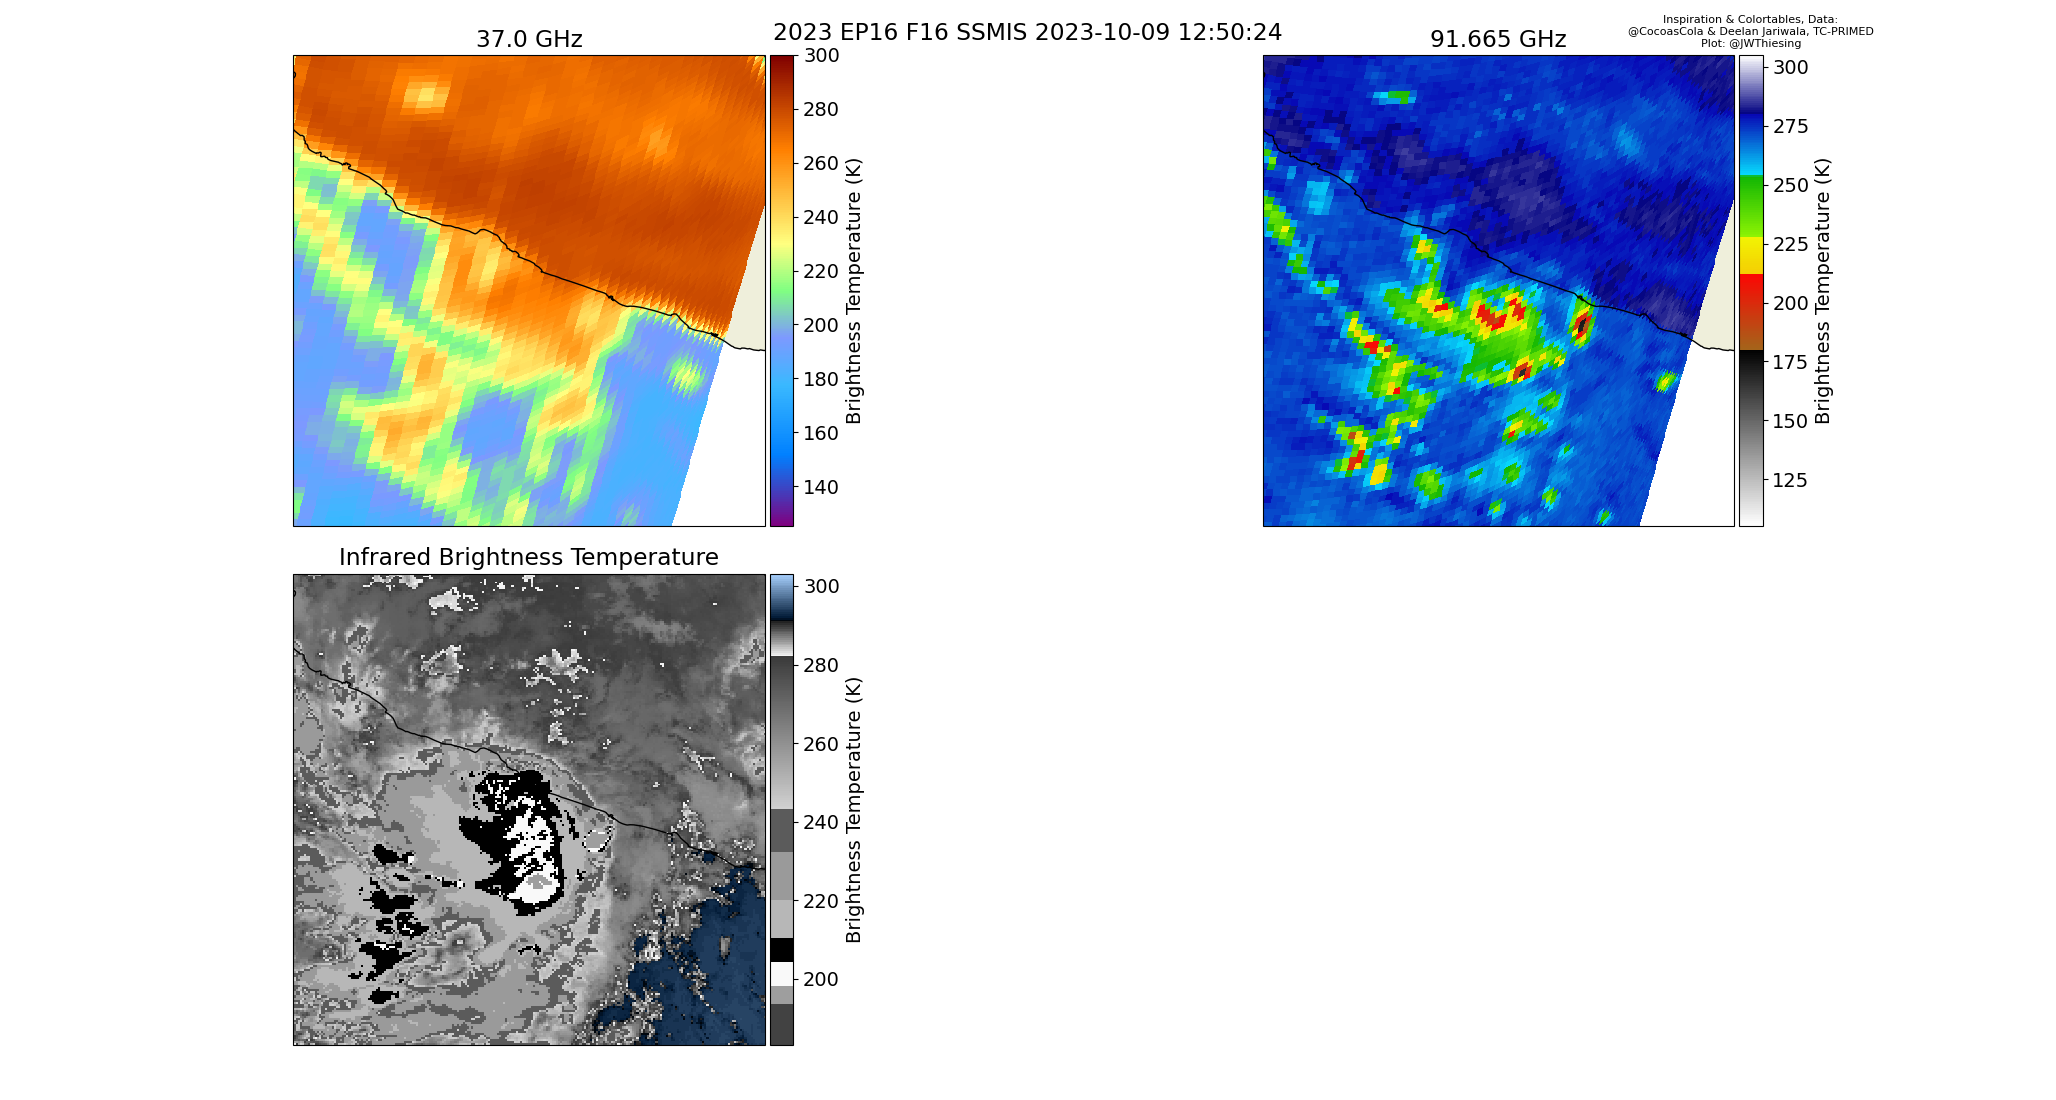 2023 EP16 F16 SSMIS 2023-10-09 12:50:24
Inspiration & Colortables, Data:
@CocoasCola & Deelan Jariwala, TC-PRIMED
Plot: @JWThiesing
37.0 GHz
300
280
260
240
220
200
180
160
140
Brightness Temperature (K)
91.665 GHz
300
275
250
225
200
175
150
125
Brightness Temperature (K)
Infrared Brightness Temperature
300
280
260
240
220
200
Brightness Temperature (K)